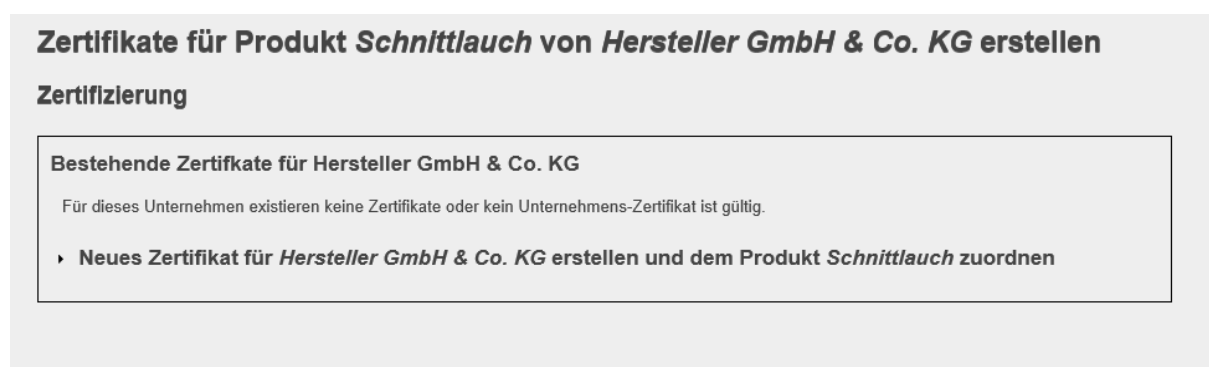 Zertifikate für Produkt Schnittlauch von Hersteller GmbH & Co. KG erstellen
Zertifizierung
Bestehende Zertifkate für Hersteller GmbH & Co. KG
Für dieses Unternehmen existieren keine Zertifikate oder kein Unternehmens-Zertifikat ist gültig.
Neues Zertifikat für Hersteller GmbH & Co. KG erstellen und dem Produkt Schnittlauch zuordnen